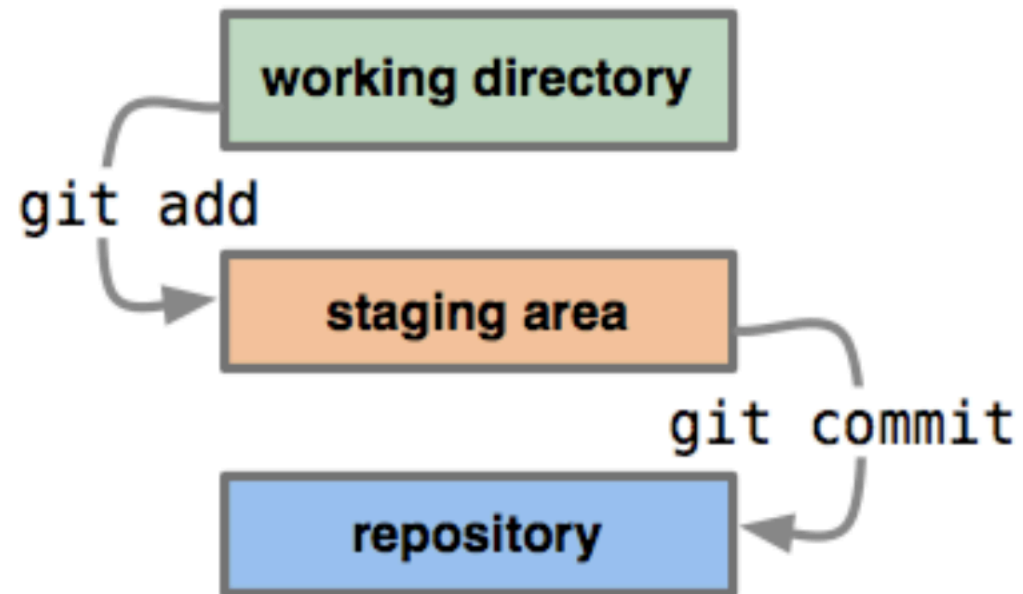 working directory
git add
staging area
git commit
repository